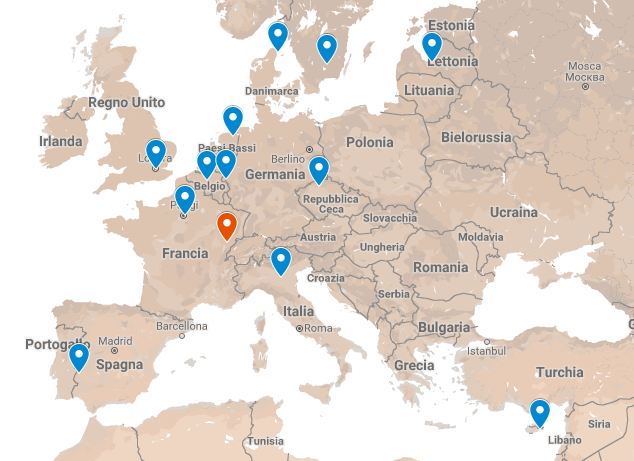 Estonia
Lettonia
Mosca
Москва
Danimarca
Lituania
Regno Unito
Irlanda
Paesi Bassi
Berlino
Polonia
Bielorussia
Germania
Belgio
Repubblica
Ceca
Slovacchia
Ucraina
Austria
Moldavia
Ungheria
Francia
Croazia
Romania
Serbia
Italia
Barcellona
Roma
Bulgaria
Portogallo
Madrid
Spagna
Istanbul
Grecia
Turchia
Siria
Tunisia
Libano